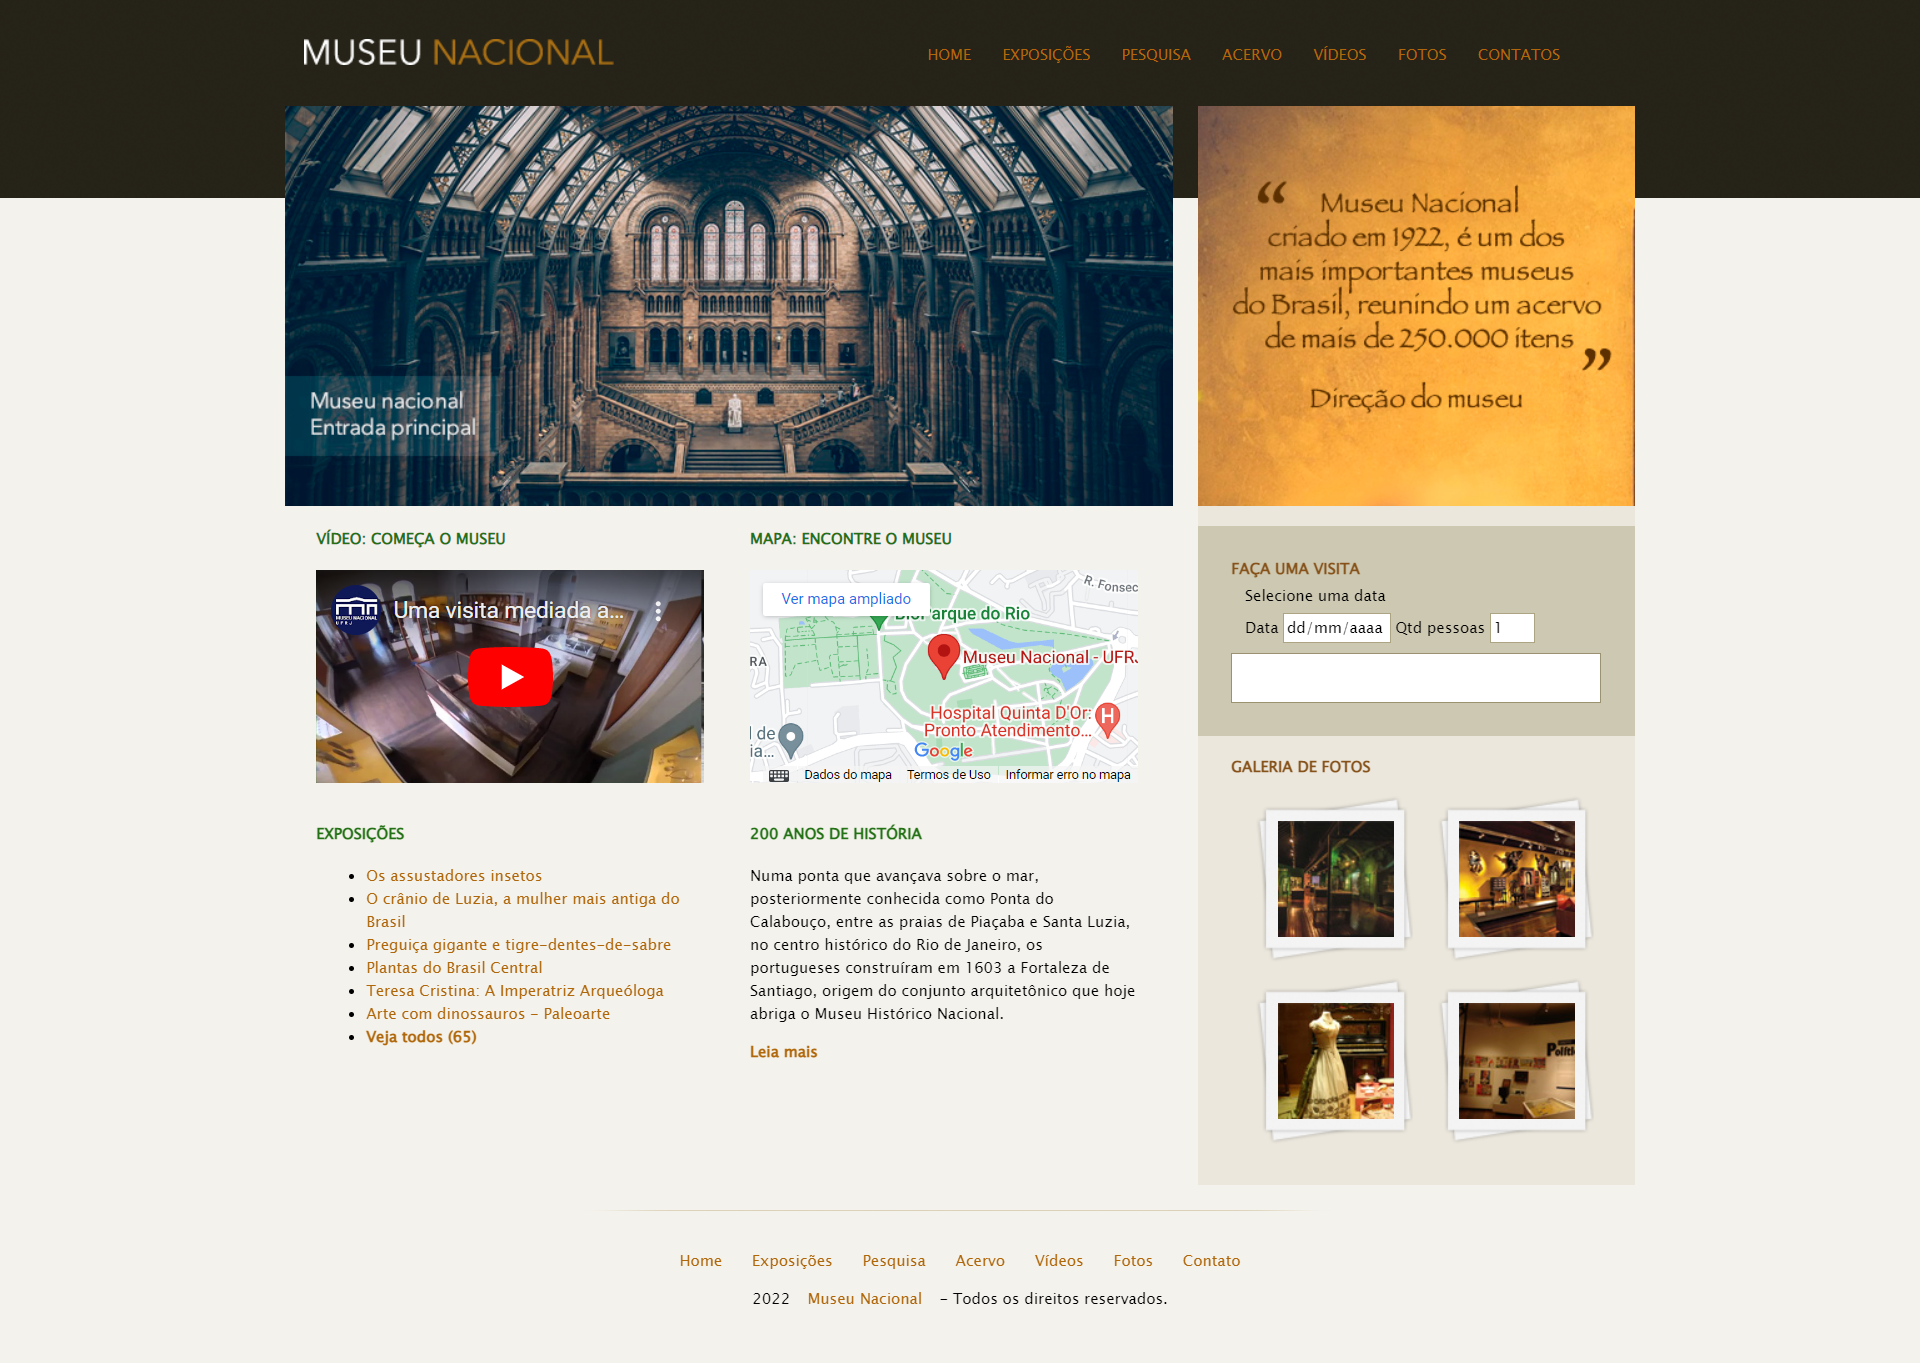 MUSEU NACIONAL
HOME EXPOSIÇÕES PESQUISA ACERVO VÍDEOS FOTOS CONTATOS
Museu nacional
Entrada principal
“ Museu Nacional
criado em 1922, é um dos
mais importantes museus
do Brasil, reunindo um acervo
de mais de 250.000 itens ”
Direção do museu
VÍDEO: COMEÇA O MUSEU
MUSEU NACIONAL
UFRJ
Uma visita mediada a...
MAPA: ENCONTRE O MUSEU
Ver mapa ampliado
R. Fonsec
BioParque do Rio
RA
Museu Nacional - UFRJ
Hospital Quinta D'Or:
Pronto Atendimento...
H
l de
ia...
Google
Dados do mapa Termos de Uso Informar erro no mapa
FAÇA UMA VISITA
Selecione uma data
Data dd/mm/aaaa Qtd pessoas 1
GALERIA DE FOTOS
Políti
EXPOSIÇÕES
• Os assustadores insetos
• O crânio de Luzia, a mulher mais antiga do
Brasil
• Preguiça gigante e tigre-dentes-de-sabre
• Plantas do Brasil Central
• Teresa Cristina: A Imperatriz Arqueóloga
• Arte com dinossauros - Paleoarte
• Veja todos (65)
200 ANOS DE HISTÓRIA
Numa ponta que avançava sobre o mar,
posteriormente conhecida como Ponta do
Calabouço, entre as praias de Piaçaba e Santa Luzia,
no centro histórico do Rio de Janeiro, os
portugueses construíram em 1603 a Fortaleza de
Santiago, origem do conjunto arquitetônico que hoje
abriga o Museu Histórico Nacional.
Leia mais
Home Exposições Pesquisa Acervo Vídeos Fotos Contato
2022 Museu Nacional - Todos os direitos reservados.